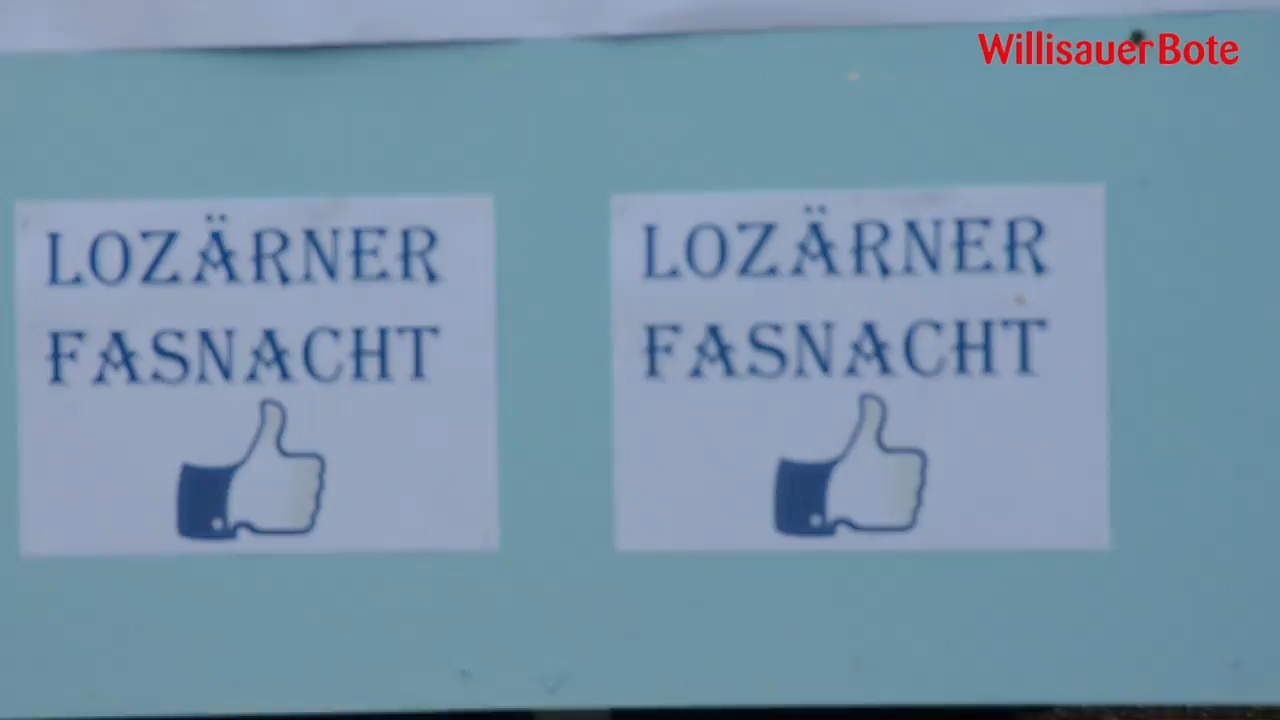 Willisauer Bote
LOZÄRNER
FASNACHT
LOZÄRNER
FASNACHT